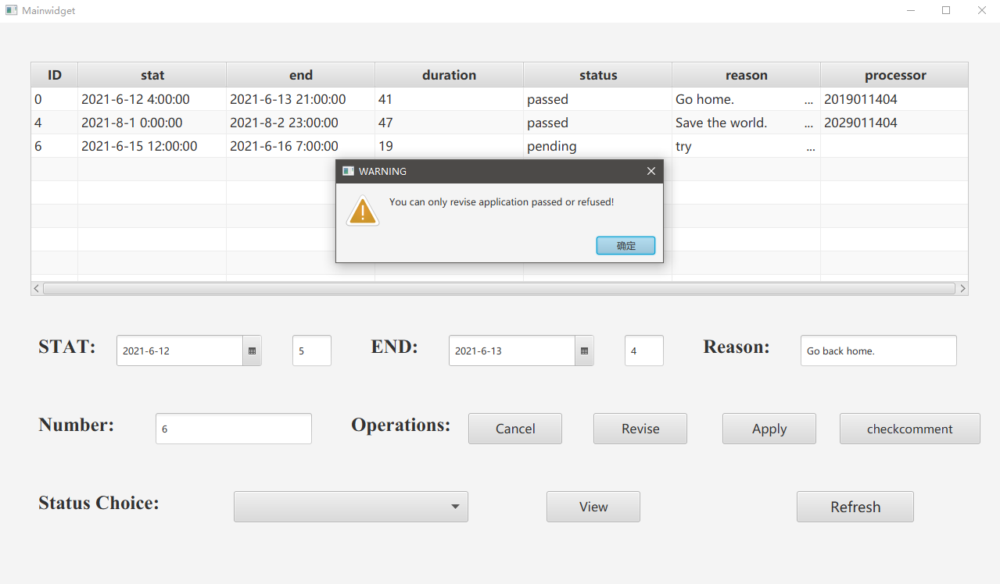 Mainwidget
ID stat end duration status reason processor
0 2021-6-12 4:00:00 2021-6-13 21:00:00 41 passed Go home. ... 2019011404
4 2021-8-1 0:00:00 2021-8-2 23:00:00 47 passed Save the world. ... 2029011404
6 2021-6-15 12:00:00 2021-6-16 7:00:00 19 pending try ...
WARNING
You can only revise application passed or refused!
确定
STAT: 2021-6-12 5 END: 2021-6-13 4 Reason: Go back home.
Number: 6 Operations: Cancel Revise Apply checkcomment
Status Choice: View Refresh